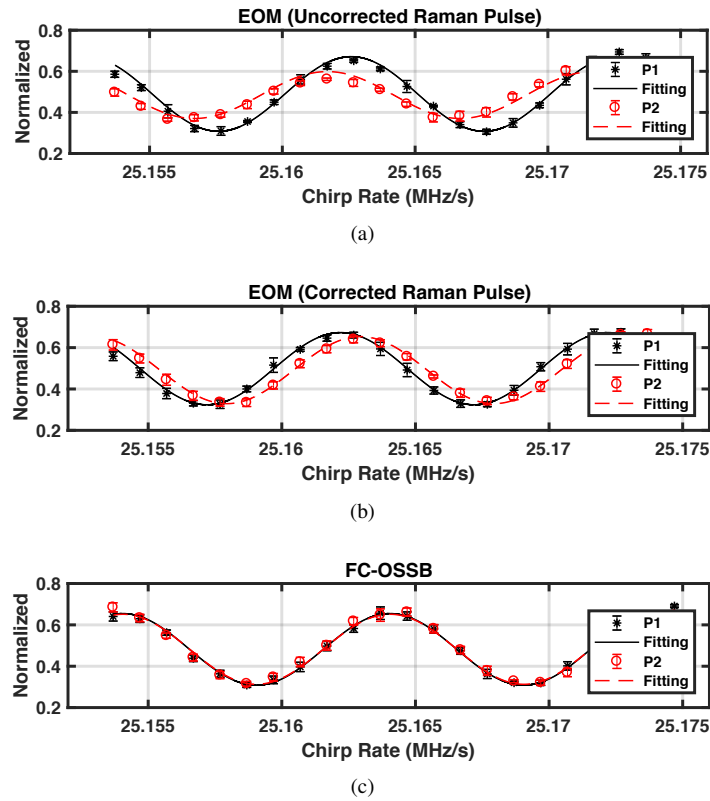 EOM (Uncorrected Raman Pulse)
0.8
0.6
0.4
0.2
Normalized
P1
Fitting
P2
Fitting
25.155 25.16 25.165 25.17 25.175
Chirp Rate (MHz/s)
(a)
EOM (Corrected Raman Pulse)
0.8
0.6
0.4
0.2
Normalized
P1
Fitting
P2
Fitting
25.155 25.16 25.165 25.17 25.175
Chirp Rate (MHz/s)
(b)
FC-OSSB
0.8
0.6
0.4
0.2
Normalized
P1
Fitting
P2
Fitting
25.155 25.16 25.165 25.17 25.175
Chirp Rate (MHz/s)
(c)